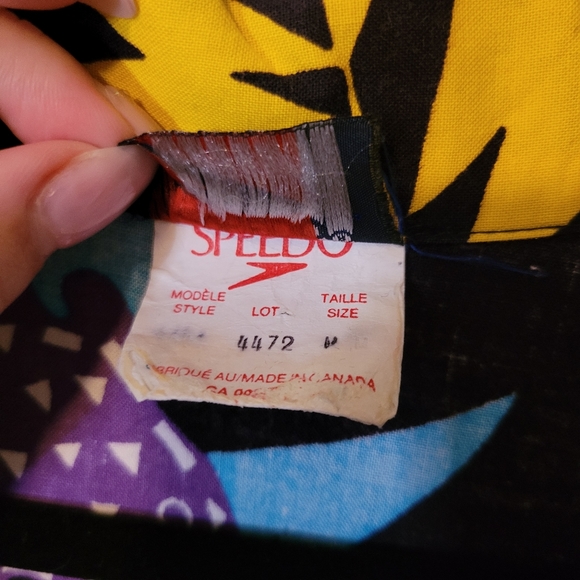 SPEEDO
MODÈLE TAILLE
STYLE LOT SIZE
4472 M
FABRIQUÉ AU/MADE IN CANADA